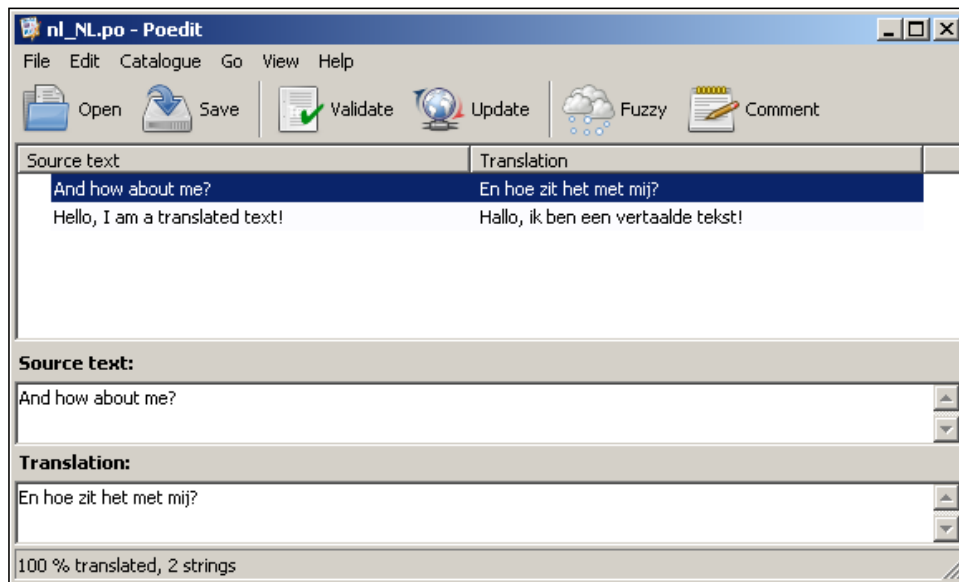 nl_NL.po - Poedit
File Edit Catalogue Go View Help
Open Save Validate Update Fuzzy Comment
Source text Translation
And how about me? En hoe zit het met mij?
Hello, I am a translated text! Hallo, ik ben een vertaalde tekst!
Source text:
And how about me?
Translation:
En hoe zit het met mij?
100 % translated, 2 strings